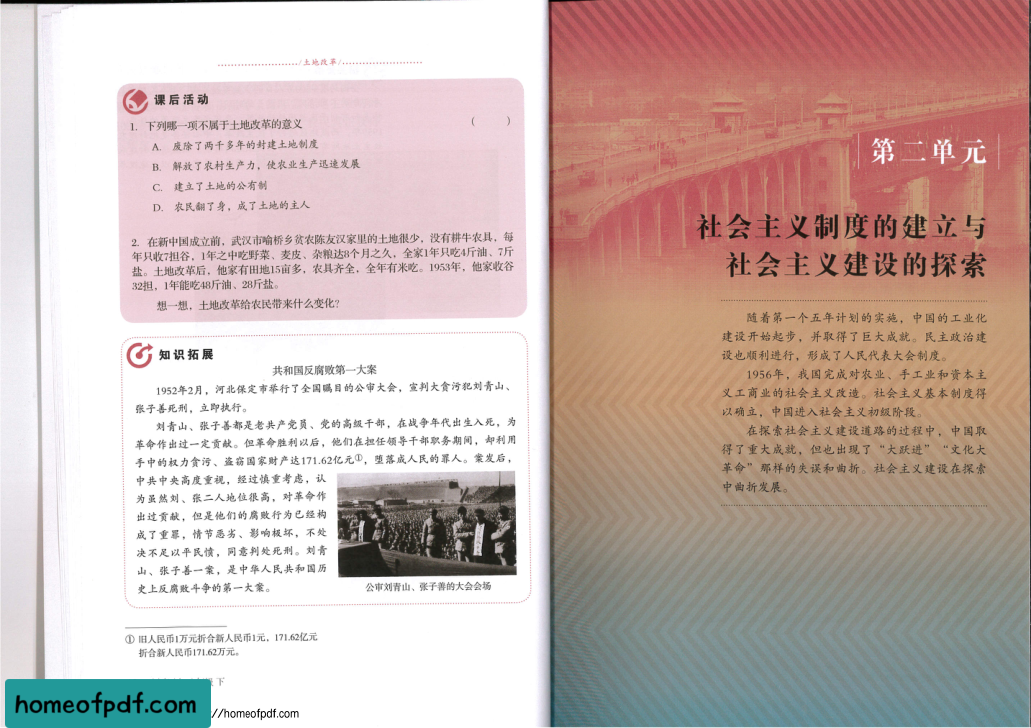 土地改革
课后活动
1. 下列哪一项不属于土地改革的意义 ( )
A. 废除了两千多年的封建土地制度
B. 解放了农村生产力，使农业生产迅速发展
C. 建立了土地的公有制
D. 农民翻了身，成了土地的主人
2. 在新中国成立前，武汉市喻桥乡贫农陈友汉家里的土地很少，没有耕牛农具，每
年只收7担谷，1年之中吃野菜、麦皮、杂粮达8个月之久，全家1年只吃4斤油、7斤
盐。土地改革后，他家有田地15亩多，农具齐全，全年有米吃。1953年，他家收谷
32担，1年能吃48斤油、28斤盐。
想一想，土地改革给农民带来什么变化？
知识拓展
共和国反腐败第一大案
1952年2月，河北保定市举行了全国瞩目的公审大会，宣判大贪污犯刘青山、
张子善死刑，立即执行。
刘青山、张子善都是老共产党员、党的高级干部，在战争年代出生入死，为
革命作出过一定贡献。但革命胜利以后，他们在担任领导干部职务期间，却利用
手中的权力贪污、盗窃国家财产达171.62亿元①，堕落成人民的罪人。案发后，
中共中央高度重视，经过慎重考虑，认
为虽然刘、张二人地位很高，对革命作
出过贡献，但是他们的腐败行为已经构
成了重罪，情节恶劣、影响极坏，不处
决不足以平民愤，同意判处死刑。刘青
山、张子善一案，是中华人民共和国历
史上反腐败斗争的第一大案。
公审刘青山、张子善的大会会场
① 旧人民币1万元折合新人民币1元，171.62亿元
折合新人民币171.62万元。
下
homeofpdf.com
//homeofpdf.com
第二单元
社会主义制度的建立与
社会主义建设的探索
随着第一个五年计划的实施，中国的工业化
建设开始起步，并取得了巨大成就。民主政治建
设也顺利进行，形成了人民代表大会制度。
1956年，我国完成对农业、手工业和资本主
义工商业的社会主义改造。社会主义基本制度得
以确立，中国进入社会主义初级阶段。
在探索社会主义建设道路的过程中，中国取
得了重大成就，但也出现了“大跃进”“文化大
革命”那样的失误和曲折。社会主义建设在探索
中曲折发展。